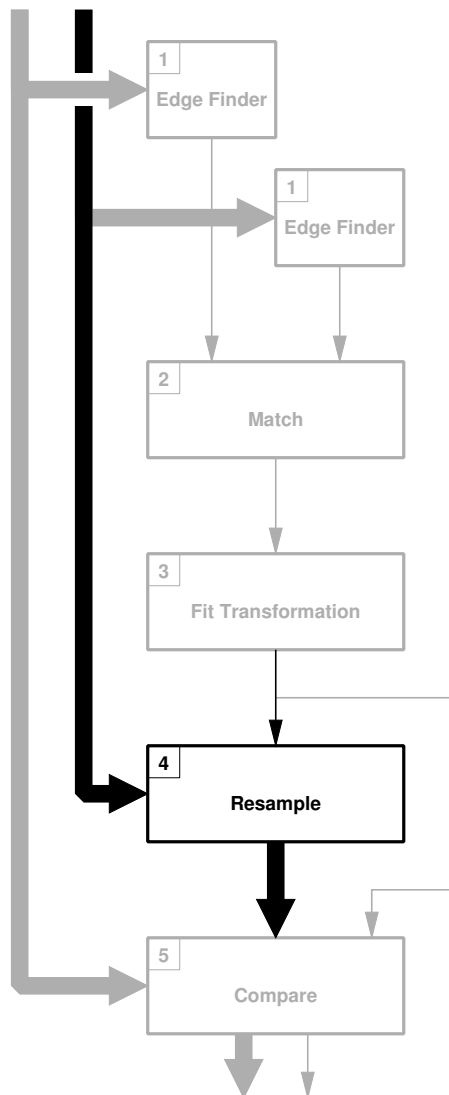 1
Edge Finder
1
Edge Finder
2
Match
3
Fit Transformation
4
Resample
5
Compare